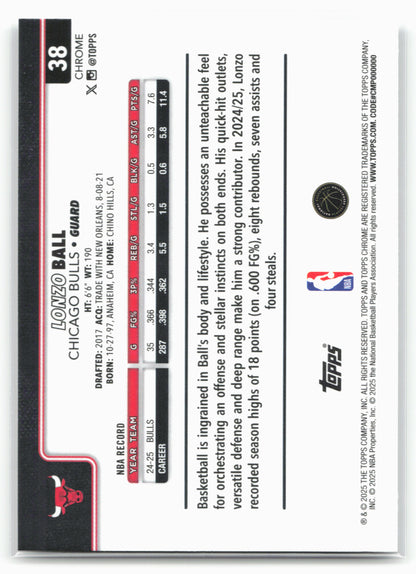 38
CHROME
@TOPPS
LONZO BALL
CHICAGO BULLS • GUARD
HT: 6'6" WT: 190
DRAFTED: 2017 ACQ: TRADE WITH NEW ORLEANS, 8-08-21
BORN: 10-27-97, ANAHEIM, CA HOME: CHINO HILLS, CA
NBA RECORD
YEAR TEAM G FG% 3P% REB/G STL/G BLK/G AST/G PTS/G
24-25 BULLS 35 .366 .344 3.4 1.3 0.5 3.3 7.6
CAREER 287 .398 .362 5.5 1.5 0.6 5.8 11.4
Basketball is ingrained in Ball's body and lifestyle. He possesses an unteachable feel
for orchestrating an offense and stellar instincts on both ends. His quick-hit outlets,
versatile defense and deep range make him a strong contributor. In 2024/25, Lonzo
recorded season highs of 18 points (on .600 FG%), eight rebounds, seven assists and
four steals.
topps
NBA
® & © 2025 THE TOPPS COMPANY, INC. ALL RIGHTS RESERVED. TOPPS AND TOPPS CHROME ARE REGISTERED TRADEMARKS OF THE TOPPS COMPANY,
INC. © 2025 NBA Properties, Inc. © 2025 the National Basketball Players Association. All rights reserved. WWW.TOPPS.COM. CODE#CMP000000